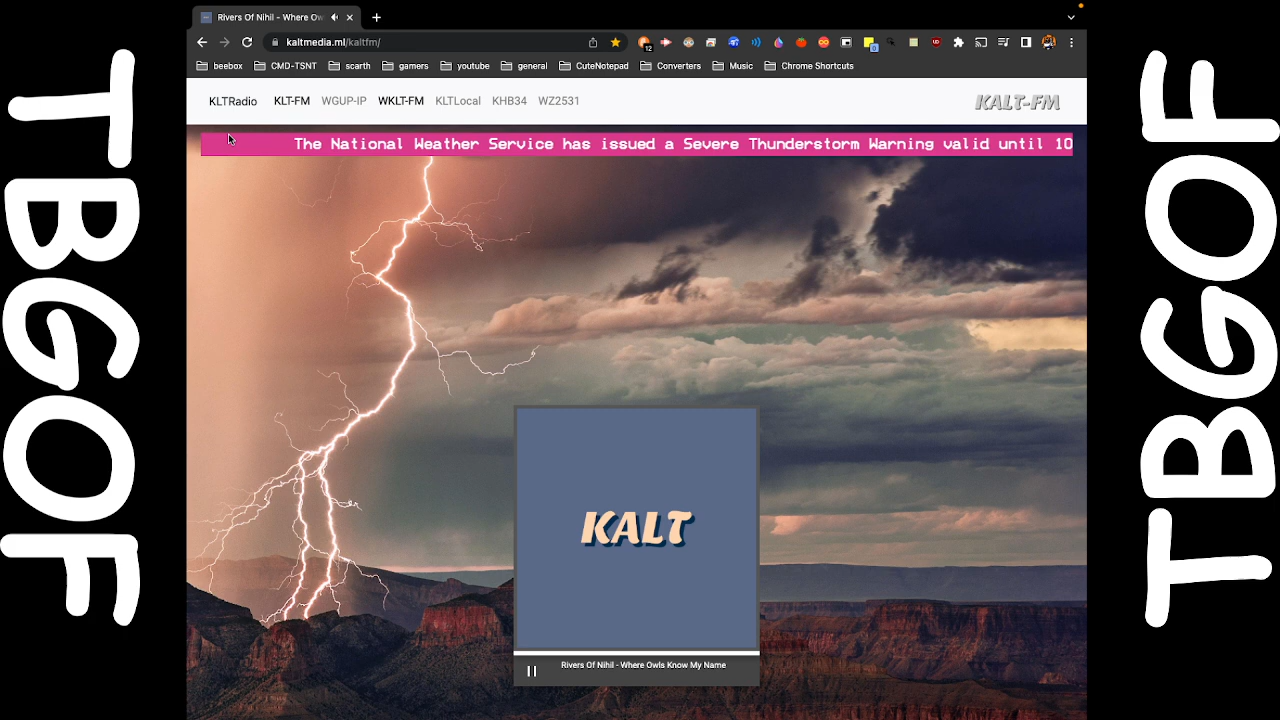 TBGOF
Rivers Of Nihil - Where Ow
kaltmedia.ml/kaltfm/
12
0
beebox
CMD-TSNT
scarth
gamers
youtube
general
CuteNotepad
Converters
Music
Chrome Shortcuts
KLTRadio
KLT-FM
WGUP-IP
WKLT-FM
KLTLocal
KHB34
WZ2531
KALT-FM
The National Weather Service has issued a Severe Thunderstorm Warning valid until 10
KALT
Rivers Of Nihil - Where Owls Know My Name
TBGOF